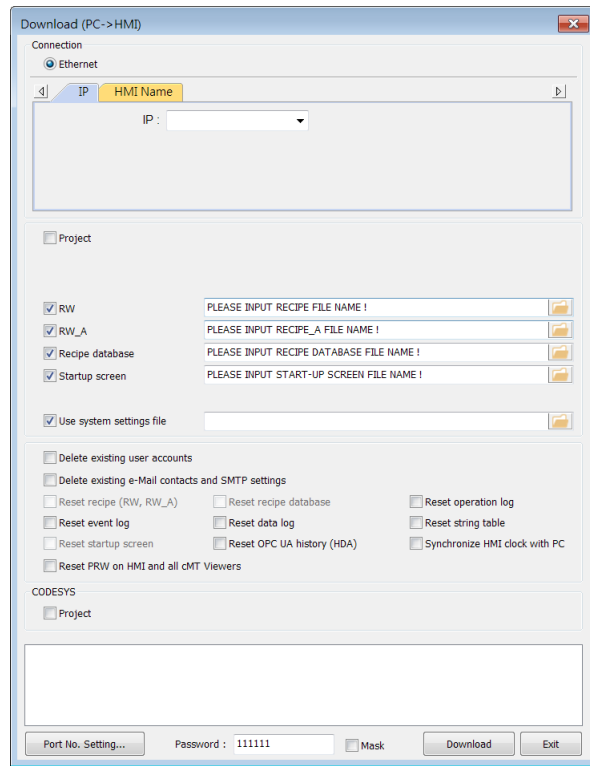 Download (PC->HMI)
Connection
Ethernet
IP HMI Name
IP :
Project
RW PLEASE INPUT RECIPE FILE NAME !
RW_A PLEASE INPUT RECIPE_A FILE NAME !
Recipe database PLEASE INPUT RECIPE DATABASE FILE NAME !
Startup screen PLEASE INPUT START-UP SCREEN FILE NAME !
Use system settings file
Delete existing user accounts
Delete existing e-Mail contacts and SMTP settings
Reset recipe (RW, RW_A) Reset recipe database Reset operation log
Reset event log Reset data log Reset string table
Reset startup screen Reset OPC UA history (HDA) Synchronize HMI clock with PC
Reset PRW on HMI and all cMT Viewers
CODESYS
Project
Port No. Setting... Password : 111111 Mask Download Exit